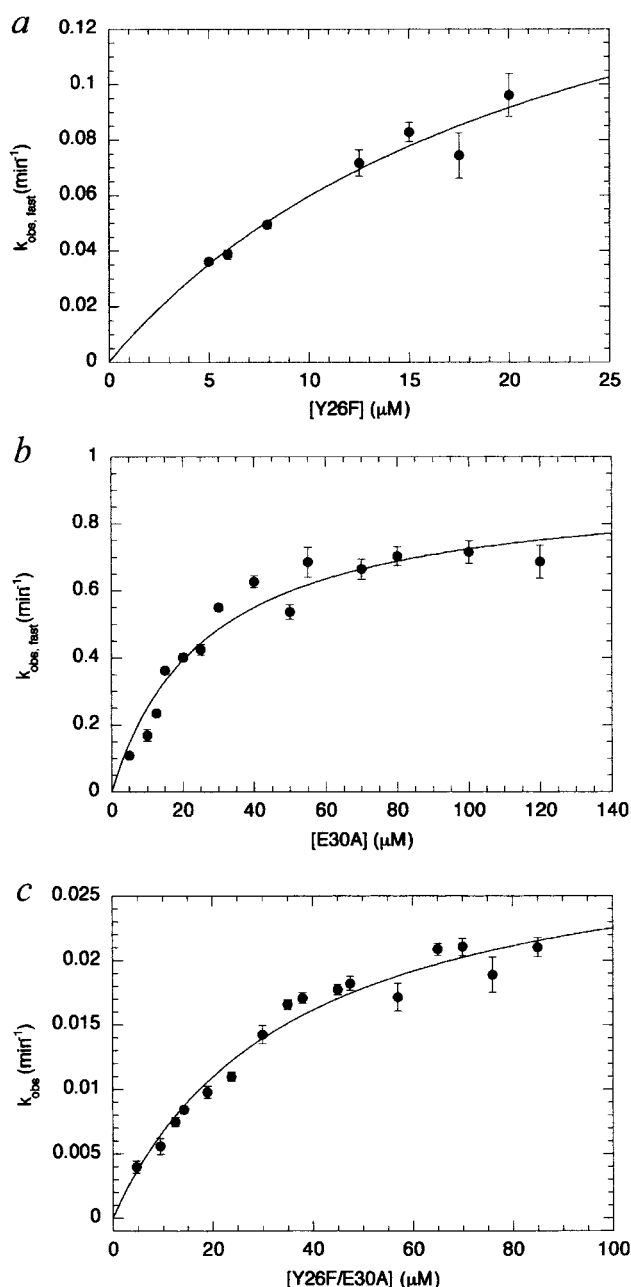 a
0.12
0.1
0.08
0.06
0.04
0.02
0
k obs, fast (min⁻¹)
0 5 10 15 20 25
[Y26F] (μM)
b
1
0.8
0.6
0.4
0.2
0
k obs, fast (min⁻¹)
0 20 40 60 80 100 120 140
[E30A] (μM)
c
0.025
0.02
0.015
0.01
0.005
0
k obs (min⁻¹)
0 20 40 60 80 100
[Y26F/E30A] (μM)